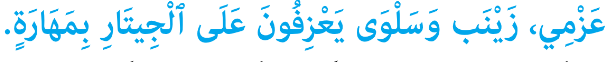 عَزْمِي، زَيْنَب وَسَلْوَى يَعْزِفُونَ عَلَى ٱلْجِيتَارِ بِمَهَارَةٍ.